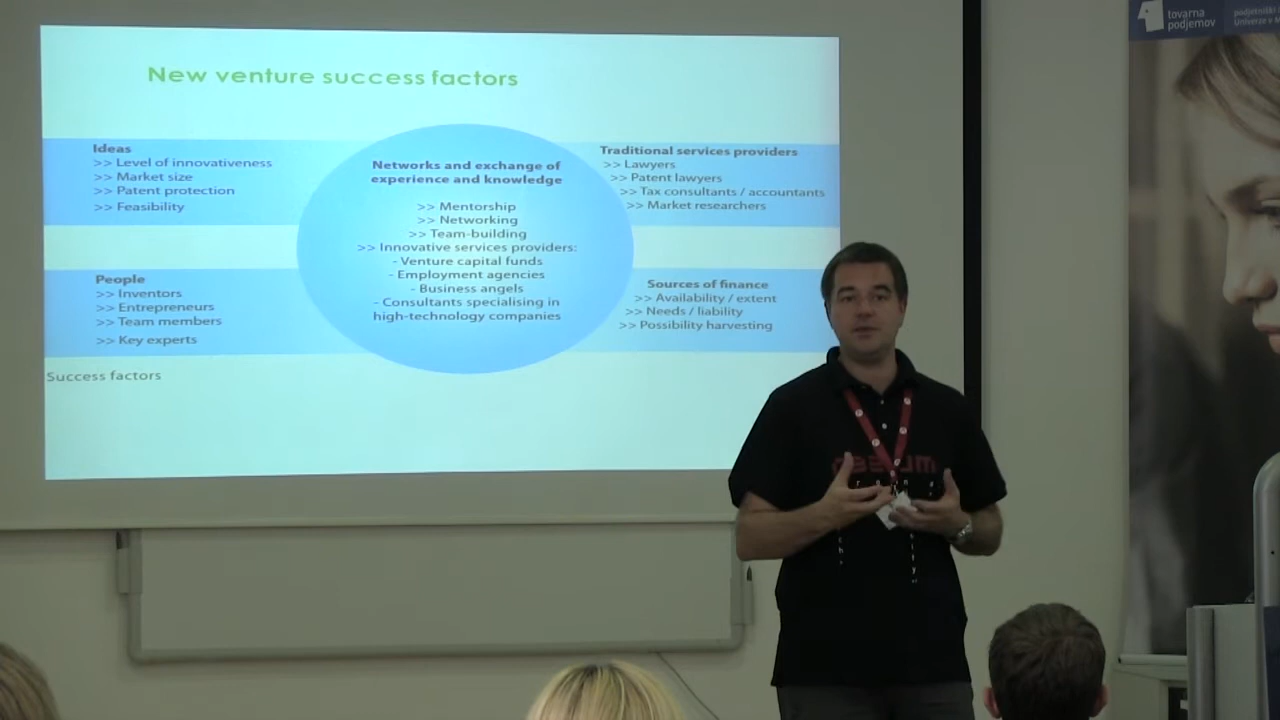 New venture success factors
Ideas
>> Level of innovativeness
>> Market size
>> Patent protection
>> Feasibility
People
>> Inventors
>> Entrepreneurs
>> Team members
>> Key experts
Success factors
Networks and exchange of
experience and knowledge
>> Mentorship
>> Networking
>> Team-building
>> Innovative services providers:
- Venture capital funds
- Employment agencies
- Business angels
- Consultants specialising in
high-technology companies
Traditional services providers
>> Lawyers
>> Patent lawyers
>> Tax consultants / accountants
>> Market researchers
Sources of finance
>> Availability / extent
>> Needs / liability
>> Possibility harvesting
tovarna
podjemov